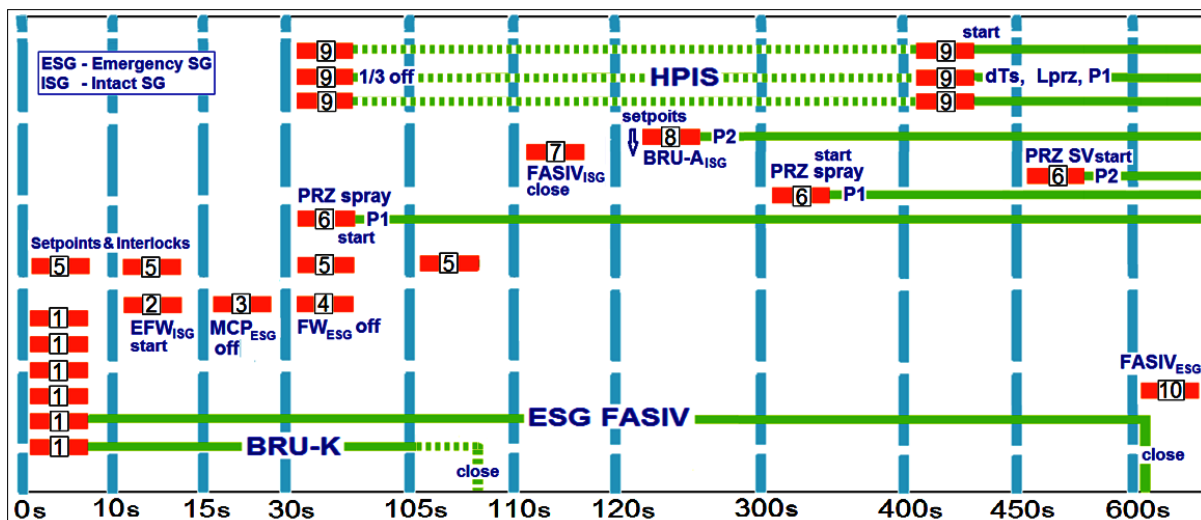 ESG - Emergency SG
ISG - Intact SG
9
9 1/3 off
9
HPIS
start
9
9 dTs, Lprz, P1
9
setpoits
8 P2
BRU-AISG
7
FASIVISG
close
start
PRZ spray
6 P1
PRZ SVstart
6 P2
PRZ spray
6 P1
start
Setpoints & Interlocks
5
5
5
5
1
1
1
1
1
1
2
EFWISG
start
3
MCPESG
off
4
FWESG off
FASIVESG
10
ESG FASIV
BRU-K
close
close
0s 10s 15s 30s 105s 110s 120s 300s 400s 450s 600s